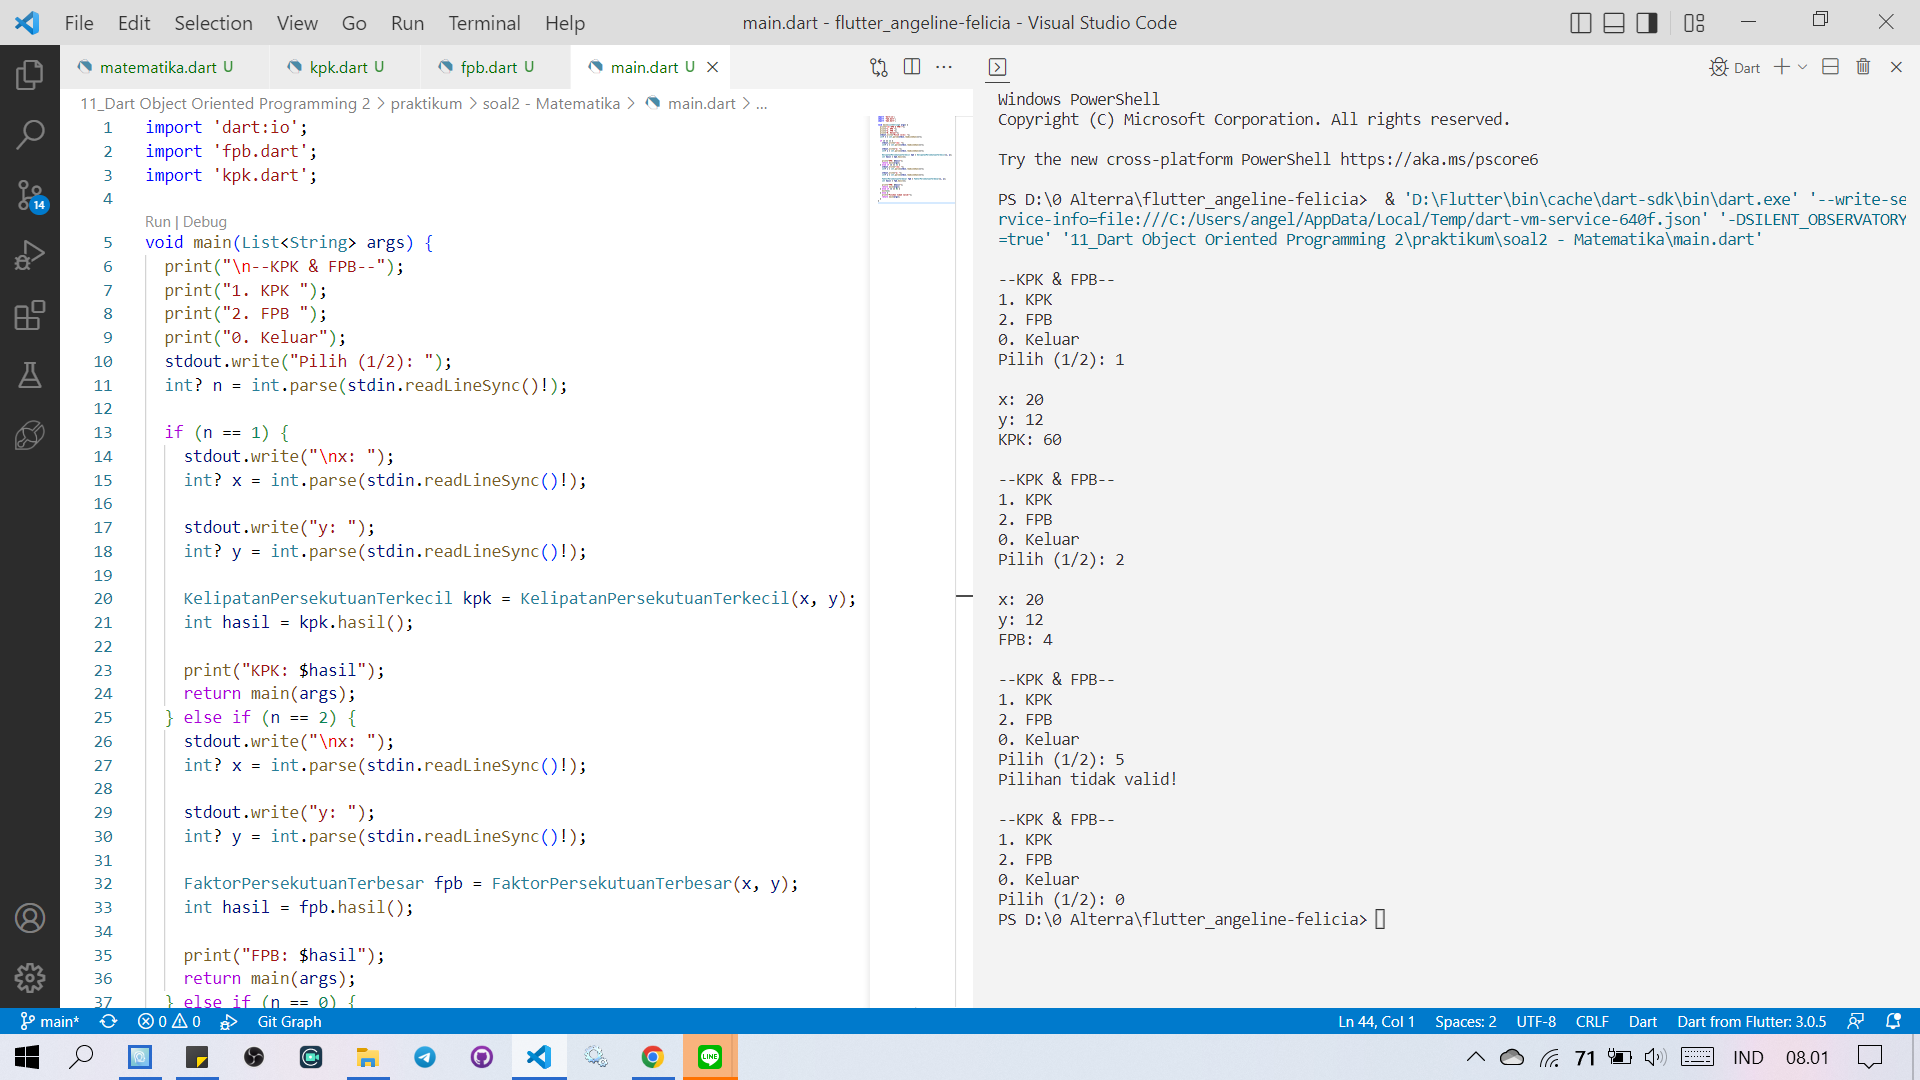 File Edit Selection View Go Run Terminal Help
main.dart - flutter_angeline-felicia - Visual Studio Code
matematika.dart U
kpk.dart U
fpb.dart U
main.dart U
Dart
11_Dart Object Oriented Programming 2 > praktikum > soal2 - Matematika > main.dart > ...
1 import 'dart:io';
2 import 'fpb.dart';
3 import 'kpk.dart';
4
Run | Debug
5 void main(List<String> args) {
6 print("\n--KPK & FPB--");
7 print("1. KPK ");
8 print("2. FPB ");
9 print("0. Keluar");
10 stdout.write("Pilih (1/2): ");
11 int? n = int.parse(stdin.readLineSync()!);
12
13 if (n == 1) {
14 stdout.write("\nx: ");
15 int? x = int.parse(stdin.readLineSync()!);
16
17 stdout.write("y: ");
18 int? y = int.parse(stdin.readLineSync()!);
19
20 KelipatanPersekutuanTerkecil kpk = KelipatanPersekutuanTerkecil(x, y);
21 int hasil = kpk.hasil();
22
23 print("KPK: $hasil");
24 return main(args);
25 } else if (n == 2) {
26 stdout.write("\nx: ");
27 int? x = int.parse(stdin.readLineSync()!);
28
29 stdout.write("y: ");
30 int? y = int.parse(stdin.readLineSync()!);
31
32 FaktorPersekutuanTerbesar fpb = FaktorPersekutuanTerbesar(x, y);
33 int hasil = fpb.hasil();
34
35 print("FPB: $hasil");
36 return main(args);
37 } else if (n == 0) {
Windows PowerShell
Copyright (C) Microsoft Corporation. All rights reserved.
Try the new cross-platform PowerShell https://aka.ms/pscore6
PS D:\0 Alterra\flutter_angeline-felicia> & 'D:\Flutter\bin\cache\dart-sdk\bin\dart.exe' '--write-se
rvice-info=file:///C:/Users/angel/AppData/Local/Temp/dart-vm-service-640f.json' '-DSILENT_OBSERVATORY
=true' '11_Dart Object Oriented Programming 2\praktikum\soal2 - Matematika\main.dart'
--KPK & FPB--
1. KPK
2. FPB
0. Keluar
Pilih (1/2): 1
x: 20
y: 12
KPK: 60
--KPK & FPB--
1. KPK
2. FPB
0. Keluar
Pilih (1/2): 2
x: 20
y: 12
FPB: 4
--KPK & FPB--
1. KPK
2. FPB
0. Keluar
Pilih (1/2): 5
Pilihan tidak valid!
--KPK & FPB--
1. KPK
2. FPB
0. Keluar
Pilih (1/2): 0
PS D:\0 Alterra\flutter_angeline-felicia>
14
main* 0 0 Git Graph
Ln 44, Col 1 Spaces: 2 UTF-8 CRLF Dart Dart from Flutter: 3.0.5
LINE
71 IND 08.01